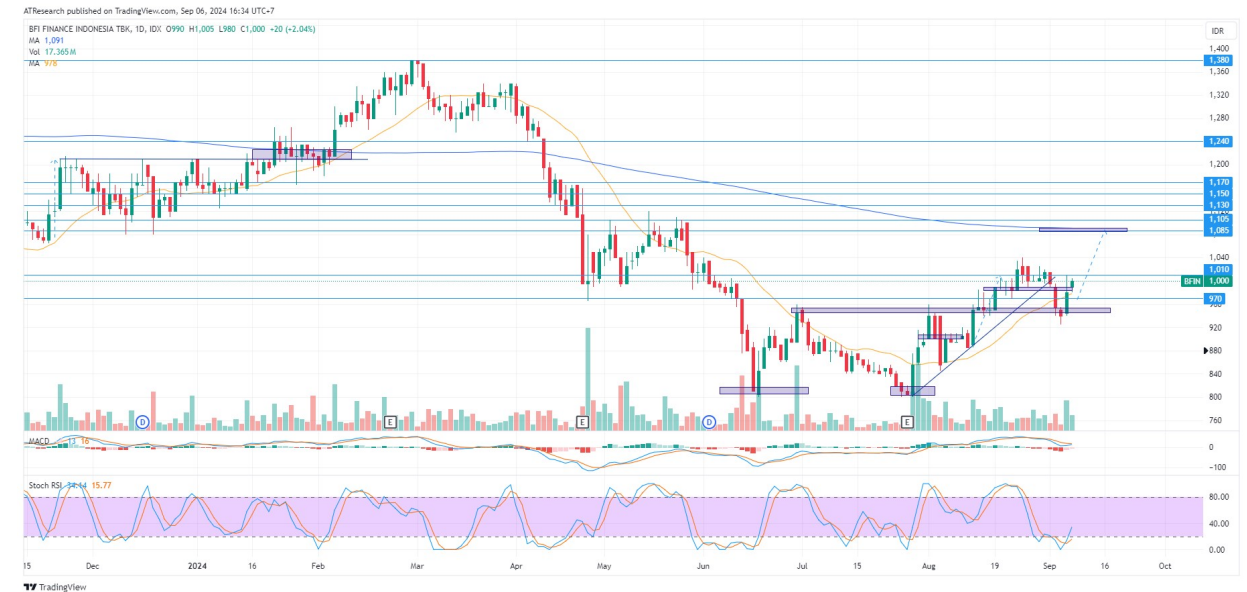 ATResearch published on TradingView.com, Sep 06, 2024 16:34 UTC+7
BFI FINANCE INDONESIA TBK, 1D, IDX O990 H1,005 L980 C1,000 +20 (+2.04%)
MA 1,091
Vol 17.365M
MA 978
IDR
1,400
1,380
1,360
1,320
1,280
1,240
1,200
1,170
1,150
1,130
1,105
1,085
1,040
1,010
BFIN 1,000
970
920
880
840
800
760
D E E D E
MACD 13 16
0
−100
Stoch RSI 34.14 15.77
80.00
40.00
0.00
15 Dec 2024 16 Feb Mar Apr May Jun Jul 15 Aug 19 Sep 16 Oct
TradingView